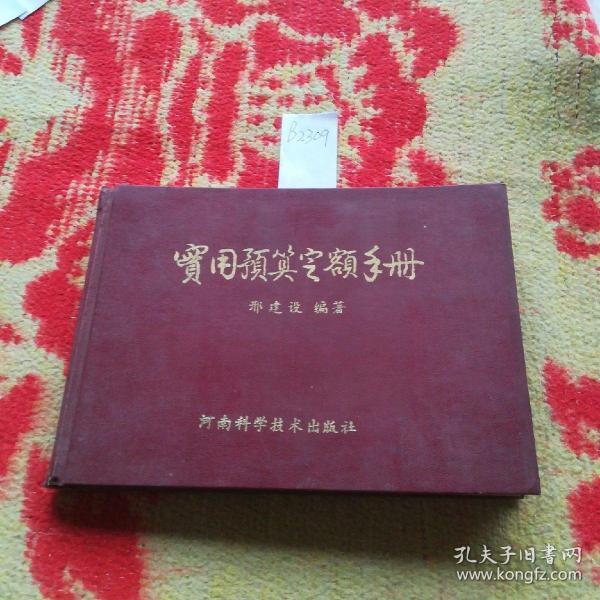 B2309
實用預算定額手册
邢建设 编著
河南科学技术出版社
孔夫子旧书网
www.kongfz.com